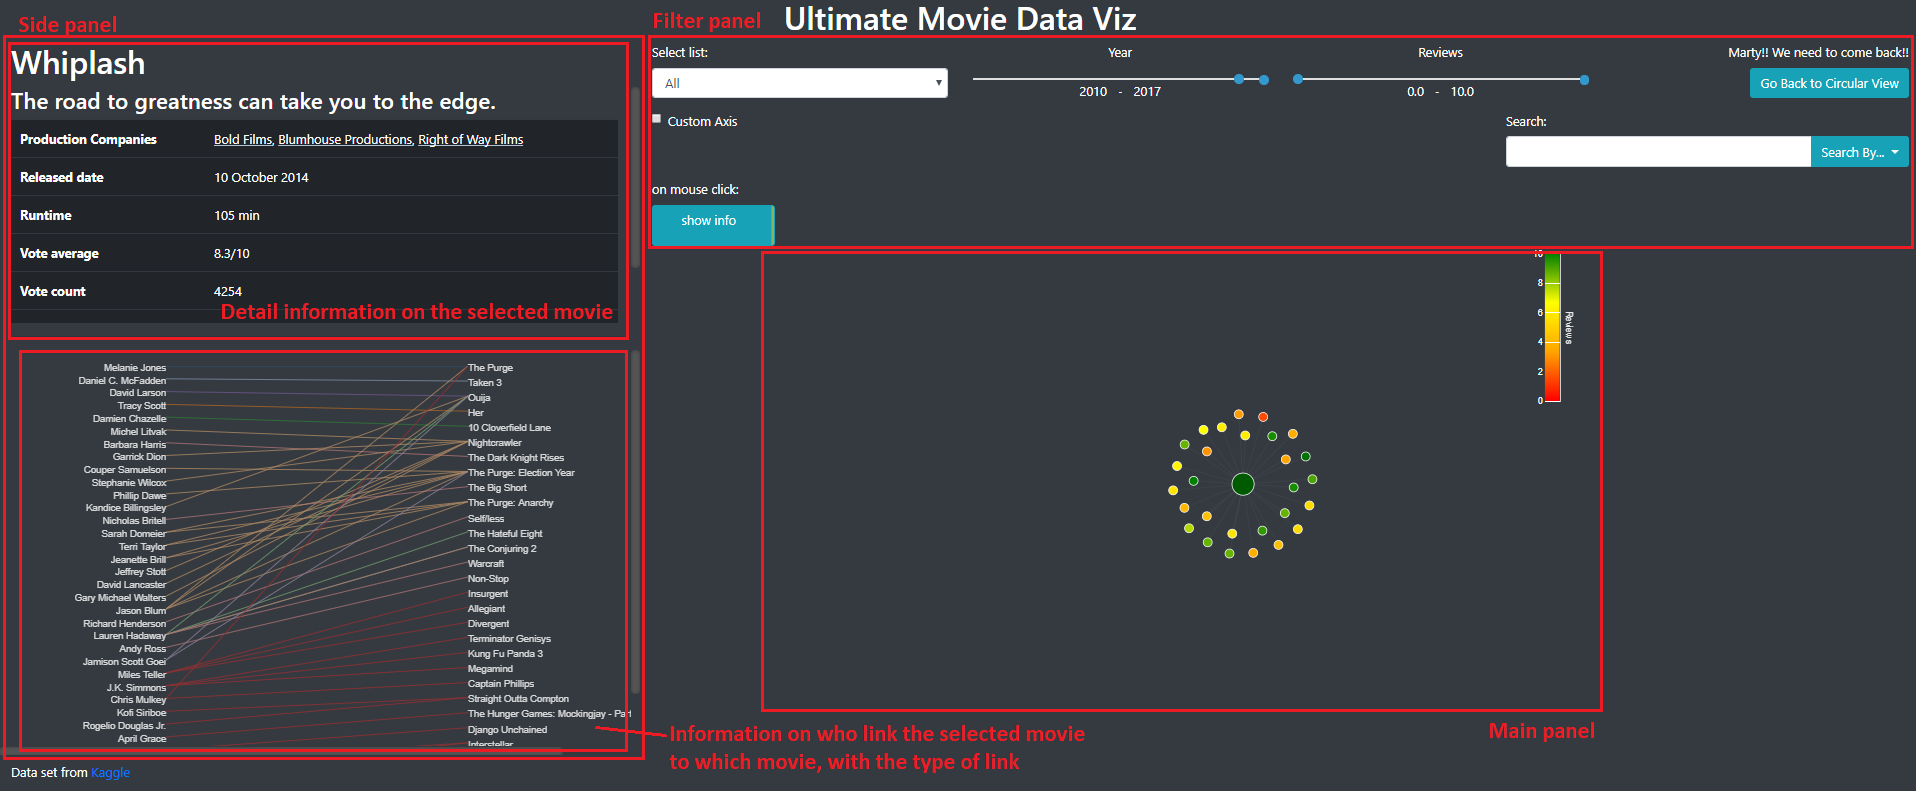 Side panel
Filter panel
Ultimate Movie Data Viz
Whiplash
The road to greatness can take you to the edge.
Production Companies Bold Films, Blumhouse Productions, Right of Way Films
Released date 10 October 2014
Runtime 105 min
Vote average 8.3/10
Vote count 4254
Detail information on the selected movie
Select list:
All
Year
2010 - 2017
Reviews
0.0 - 10.0
Marty!! We need to come back!!
Go Back to Circular View
Custom Axis
Search:
Search By...
on mouse click:
show info
10
8
6
4
2
0
Reviews
Melanie Jones
Daniel C. McFadden
David Larson
Tracy Scott
Damien Chazelle
Michel Litvak
Barbara Harris
Garrick Dion
Couper Samuelson
Stephanie Wilcox
Phillip Dawe
Kandice Billingsley
Nicholas Britell
Sarah Domeier
Terri Taylor
Jeanette Brill
Jeffrey Stott
David Lancaster
Gary Michael Walters
Jason Blum
Richard Henderson
Lauren Hadaway
Andy Ross
Jamison Scott Goei
Miles Teller
J.K. Simmons
Chris Mulkey
Kofi Siriboe
Rogelio Douglas Jr.
April Grace
The Purge
Taken 3
Ouija
Her
10 Cloverfield Lane
Nightcrawler
The Dark Knight Rises
The Purge: Election Year
The Big Short
The Purge: Anarchy
Self/less
The Hateful Eight
The Conjuring 2
Warcraft
Non-Stop
Insurgent
Allegiant
Divergent
Terminator Genisys
Kung Fu Panda 3
Megamind
Captain Phillips
Straight Outta Compton
The Hunger Games: Mockingjay - Part
Django Unchained
Interstellar
Information on who link the selected movie
to which movie, with the type of link
Main panel
Data set from Kaggle